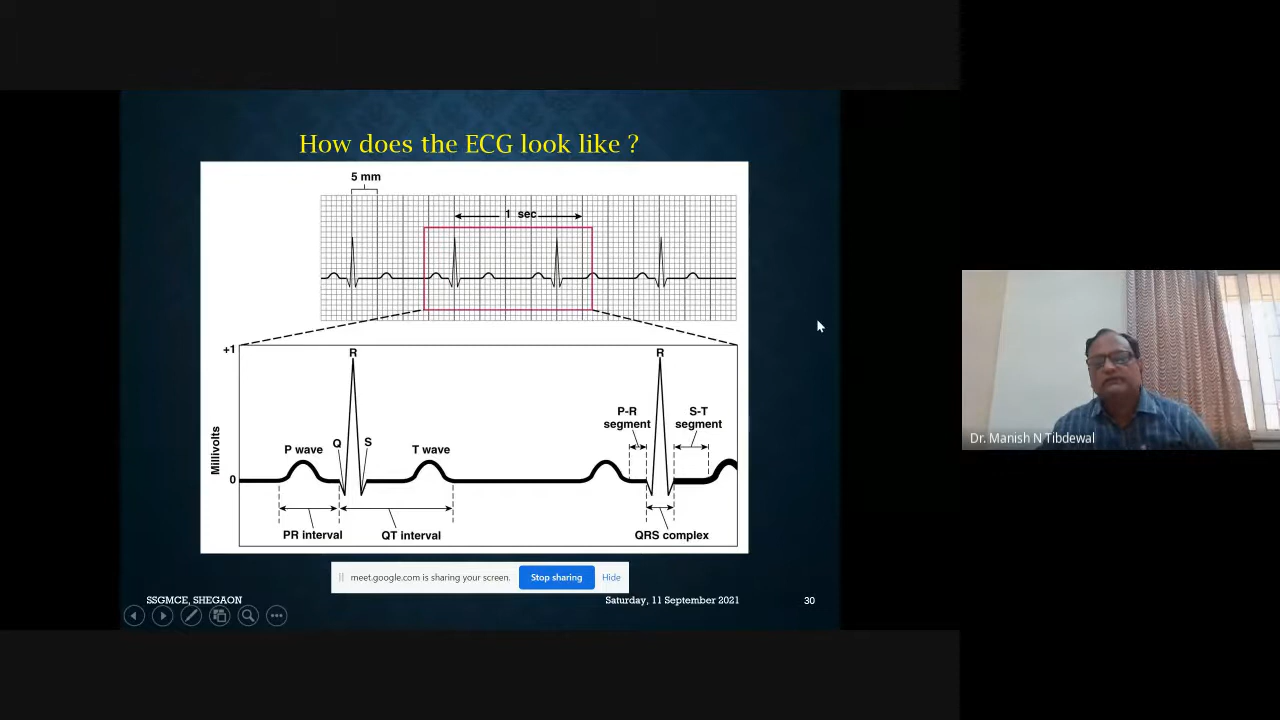 How does the ECG look like ?
5 mm
1 sec
+1
R
R
P-R
segment
S-T
segment
Q
S
P wave
T wave
Millivolts
0
PR interval
QT interval
QRS complex
meet.google.com is sharing your screen.
Stop sharing
Hide
SSGMCE, SHEGAON
Saturday, 11 September 2021
30
Dr. Manish N Tibdewal